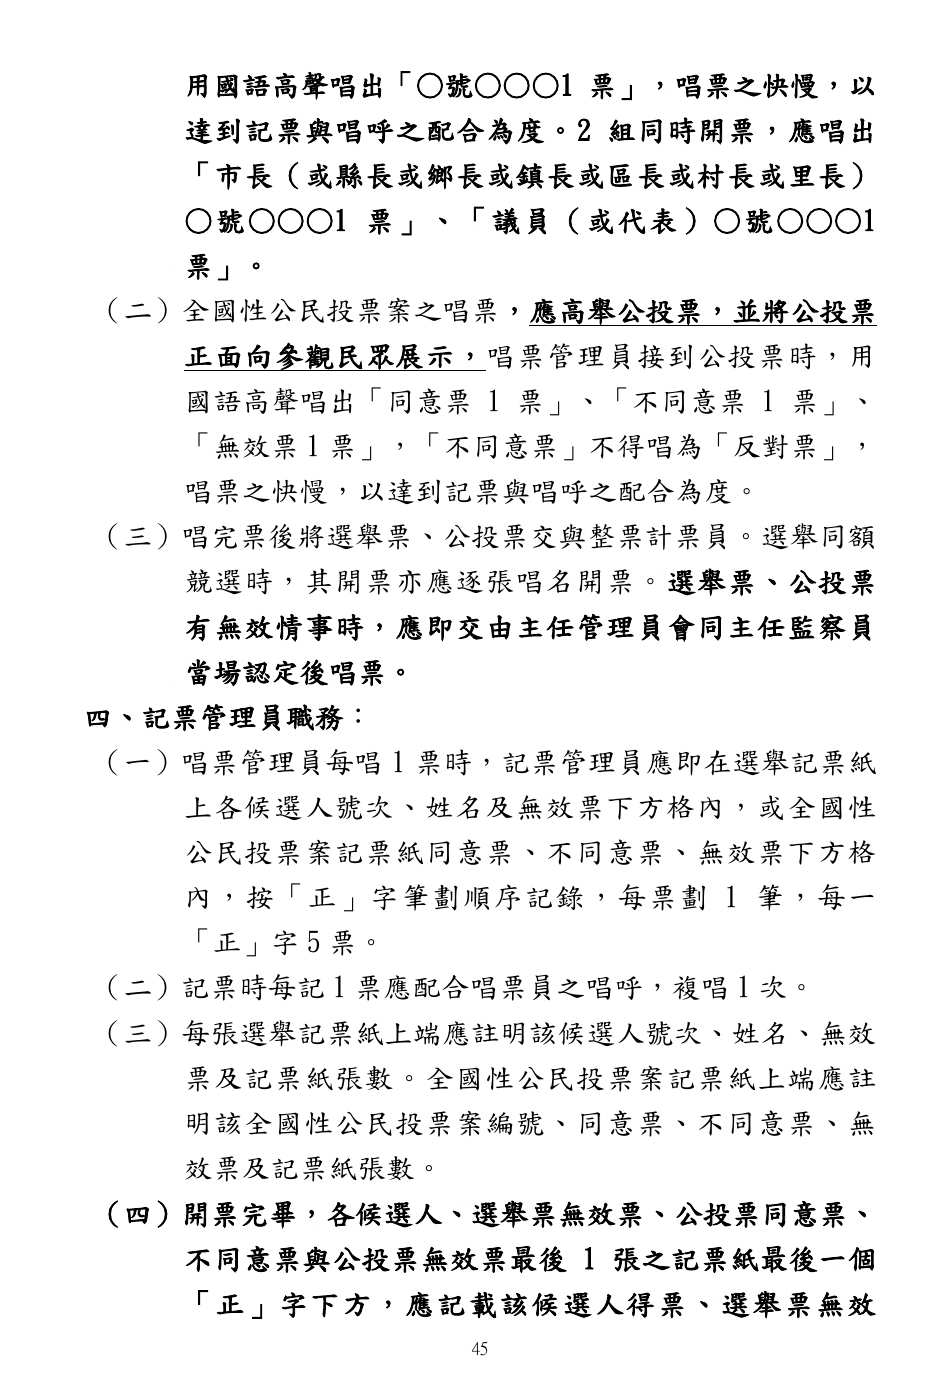 用國語高聲唱出「○號○○○1 票」，唱票之快慢，以
達到記票與唱呼之配合為度。2 組同時開票，應唱出
「市長（或縣長或鄉長或鎮長或區長或村長或里長）
○號○○○1 票」、「議員（或代表）○號○○○1
票」。
（二）全國性公民投票案之唱票，應高舉公投票，並將公投票
正面向參觀民眾展示，唱票管理員接到公投票時，用
國語高聲唱出「同意票 1 票」、「不同意票 1 票」、
「無效票 1 票」，「不同意票」不得唱為「反對票」，
唱票之快慢，以達到記票與唱呼之配合為度。
（三）唱完票後將選舉票、公投票交與整票計票員。選舉同額
競選時，其開票亦應逐張唱名開票。選舉票、公投票
有無效情事時，應即交由主任管理員會同主任監察員
當場認定後唱票。
四、記票管理員職務：
（一）唱票管理員每唱 1 票時，記票管理員應即在選舉記票紙
上各候選人號次、姓名及無效票下方格內，或全國性
公民投票案記票紙同意票、不同意票、無效票下方格
內，按「正」字筆劃順序記錄，每票劃 1 筆，每一
「正」字 5 票。
（二）記票時每記 1 票應配合唱票員之唱呼，複唱 1 次。
（三）每張選舉記票紙上端應註明該候選人號次、姓名、無效
票及記票紙張數。全國性公民投票案記票紙上端應註
明該全國性公民投票案編號、同意票、不同意票、無
效票及記票紙張數。
（四）開票完畢，各候選人、選舉票無效票、公投票同意票、
不同意票與公投票無效票最後 1 張之記票紙最後一個
「正」字下方，應記載該候選人得票、選舉票無效
45